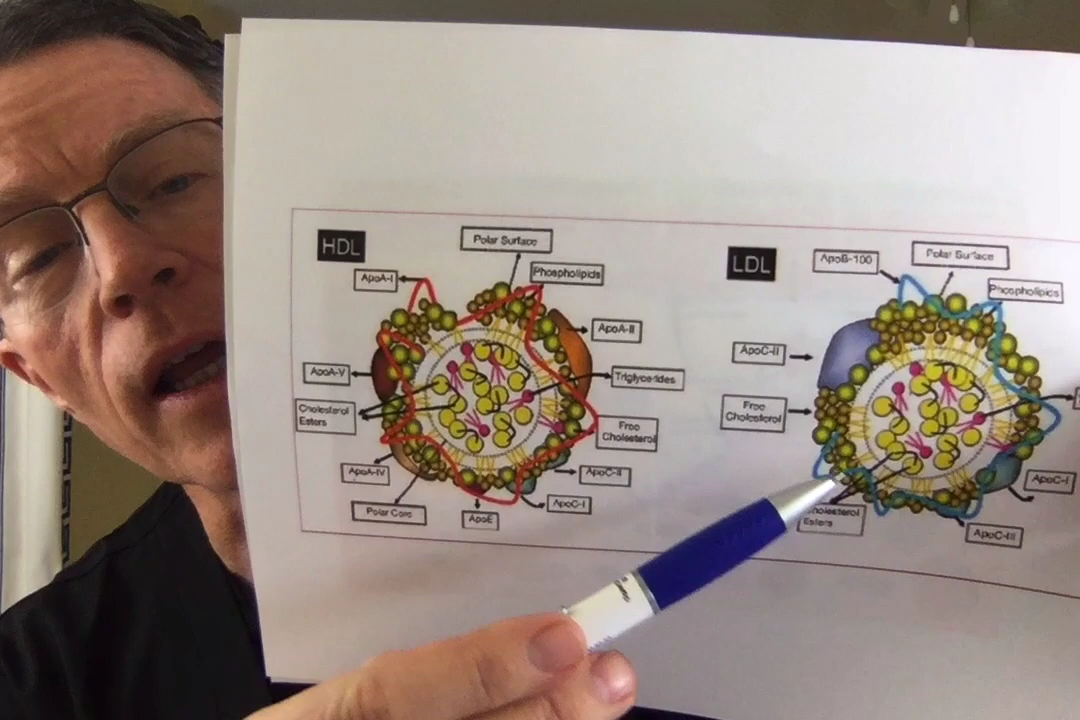 HDL
Polar Surface
ApoA-I
Phospholipids
ApoA-II
ApoA-V
Triglycerides
Cholesterol
Esters
Free
Cholesterol
ApoA-IV
ApoC-II
Polar Core
ApoE
ApoC-I
LDL
ApoB-100
Polar Surface
Phospholipids
ApoC-II
Free
Cholesterol
ApoC-I
Cholesterol
Esters
ApoC-III